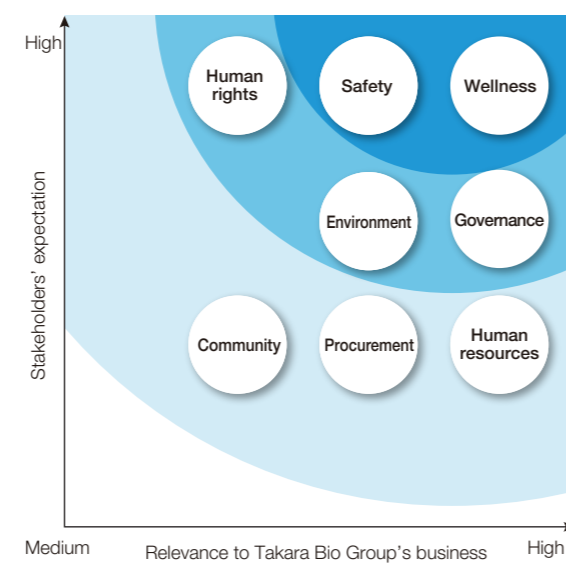 High
Human
rights
Safety
Wellness
Stakeholders’ expectation
Environment
Governance
Community
Procurement
Human
resources
Medium
Relevance to Takara Bio Group’s business
High